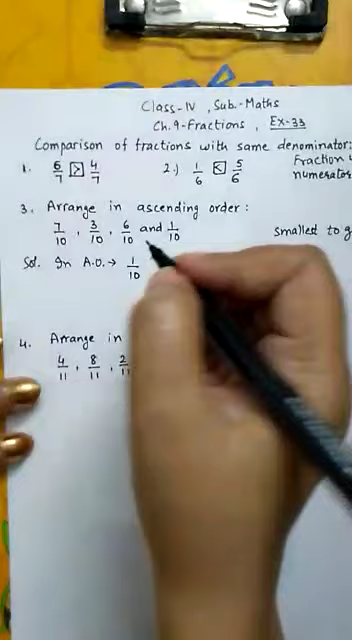 Class-IV, Sub.-Maths
Ch.9-Fractions, Ex-33
Comparison of fractions with same denominator:
1. 6/7 > 4/7 2.) 1/6 < 5/6 Fraction
numerator
3. Arrange in ascending order:
7/10, 3/10, 6/10 and 1/10 smallest to g
Sol. In A.O.→ 1/10
4. Arrange in
4/11, 8/11, 2/11